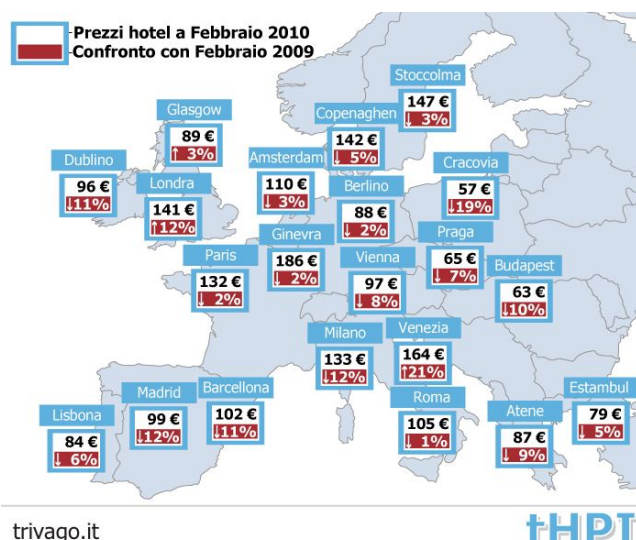 Prezzi hotel a Febbraio 2010
Confronto con Febbraio 2009
Stoccolma
147 €
↓ 3%
Glasgow
89 €
↑ 3%
Copenaghen
142 €
↓ 5%
Dublino
96 €
↓11%
Londra
141 €
↑12%
Amsterdam
110 €
↓ 3%
Berlino
88 €
↓ 2%
Cracovia
57 €
↓19%
Paris
132 €
↓ 2%
Ginevra
186 €
↓ 2%
Vienna
97 €
↓ 8%
Praga
65 €
↓ 7%
Budapest
63 €
↓10%
Milano
133 €
↓12%
Venezia
164 €
↑21%
Roma
105 €
↓ 1%
Lisbona
84 €
↓ 6%
Madrid
99 €
↓12%
Barcellona
102 €
↓11%
Atene
87 €
↓ 9%
Estambul
79 €
↓ 5%
trivago.it
tHPI